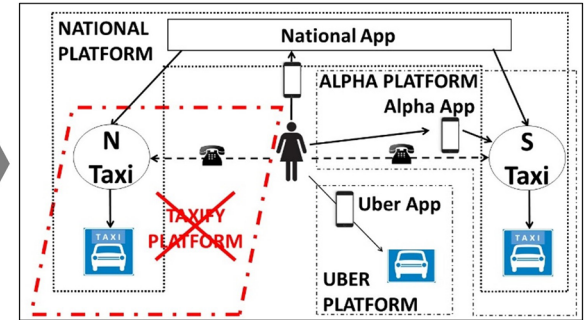 NATIONAL
PLATFORM
National App
ALPHA PLATFORM
Alpha App
N
Taxi
S
Taxi
TAXIFY
PLATFORM
Uber App
TAXI
TAXI
UBER
PLATFORM